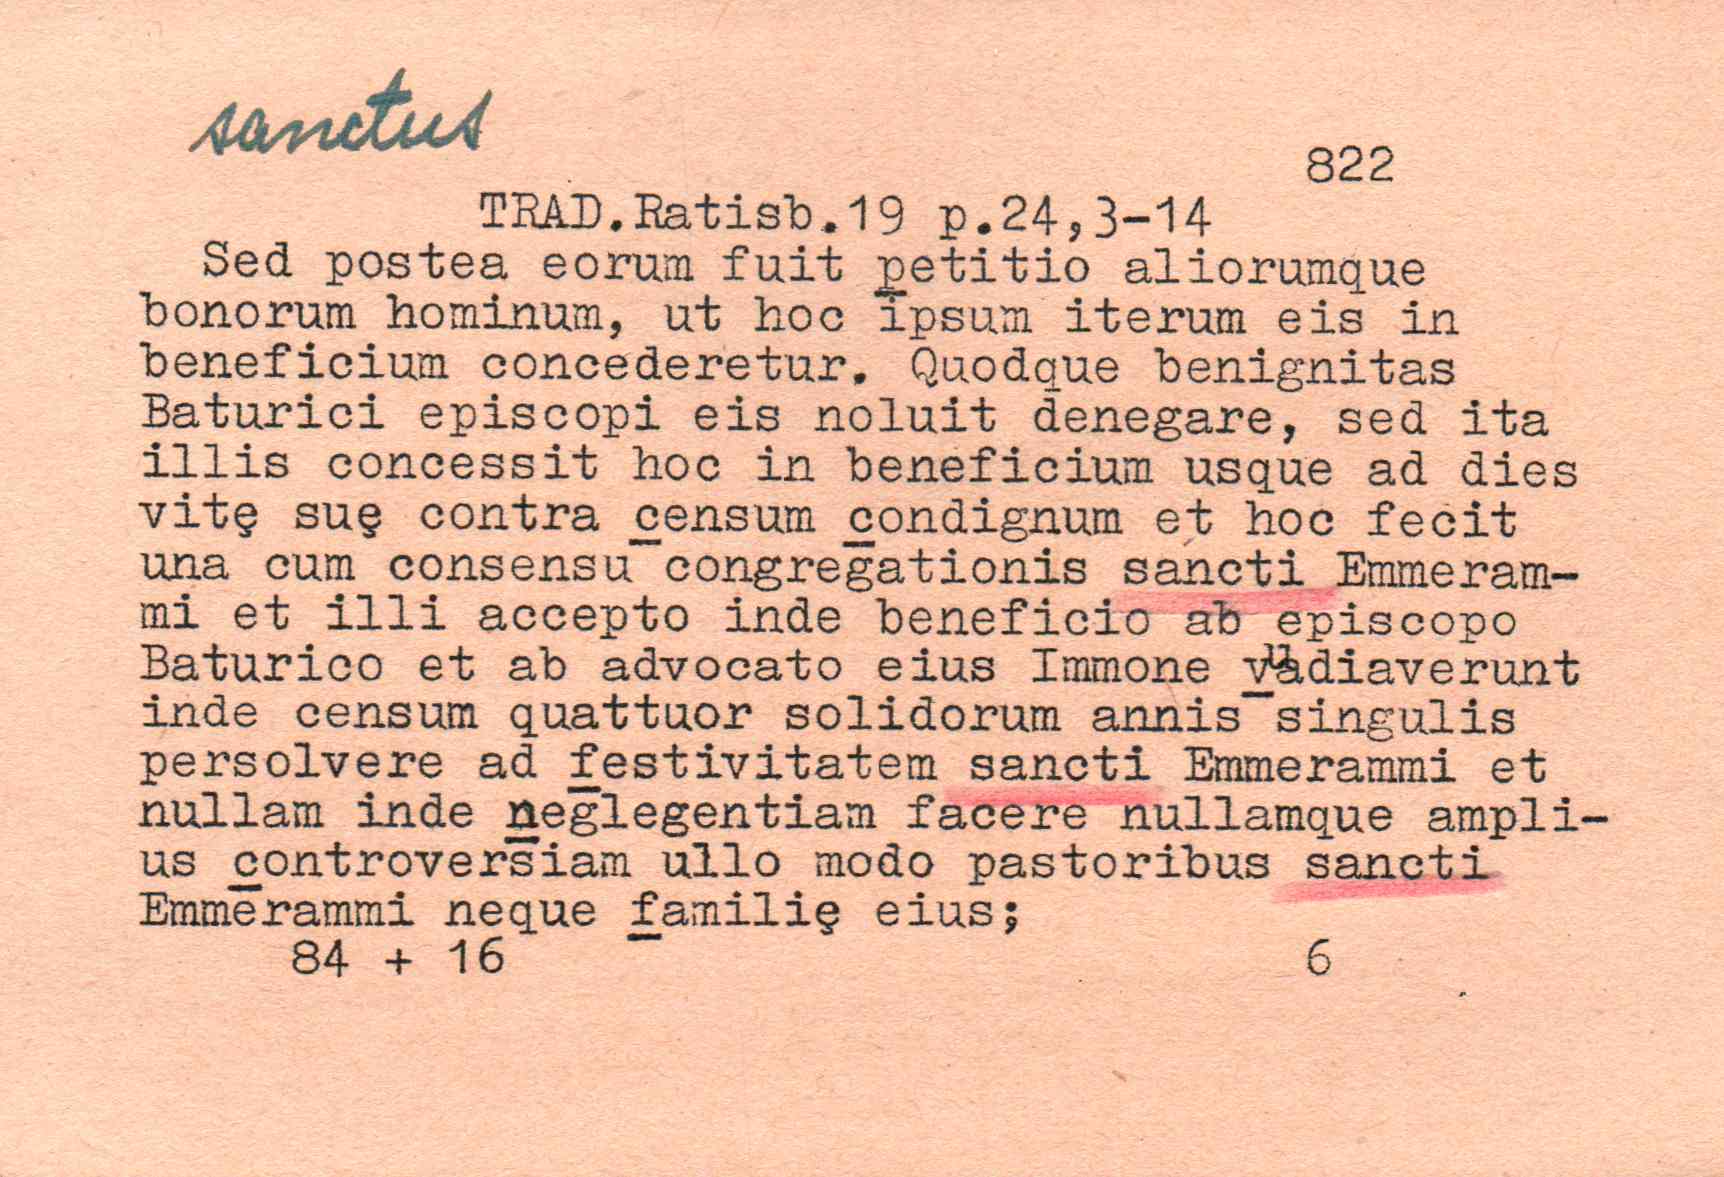 sanctus
822
TRAD.Ratisb.19 p.24,3-14
Sed postea eorum fuit petitio aliorumque
bonorum hominum, ut hoc ipsum iterum eis in
beneficium concederetur. Quodque benignitas
Baturici episcopi eis noluit denegare, sed ita
illis concessit hoc in beneficium usque ad dies
vitę suę contra censum condignum et hoc fecit
una cum consensu congregationis sancti Emmeram-
mi et illi accepto inde beneficio ab episcopo
Baturico et ab advocato eius Immone vuadiaverunt
inde censum quattuor solidorum annis singulis
persolvere ad festivitatem sancti Emmerammi et
nullam inde neglegentiam facere nullamque ampli-
us controversiam ullo modo pastoribus sancti
Emmerammi neque familię eius;
84 + 16 6